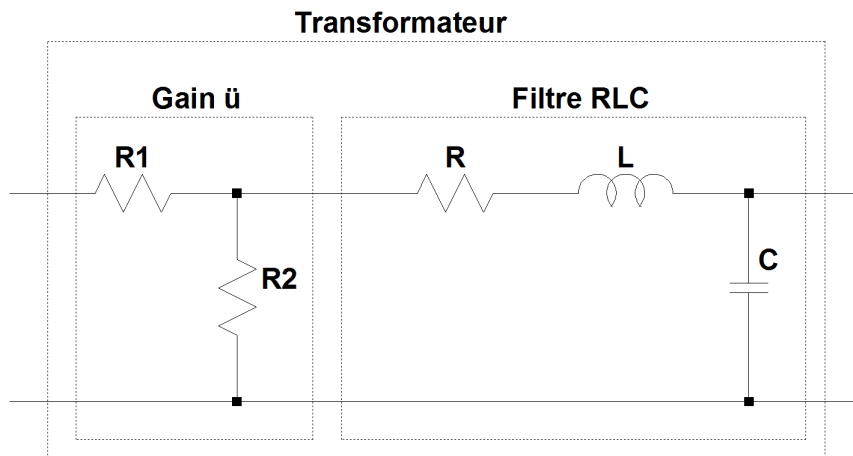 Transformateur
Gain ü
Filtre RLC
R1
R
L
R2
C